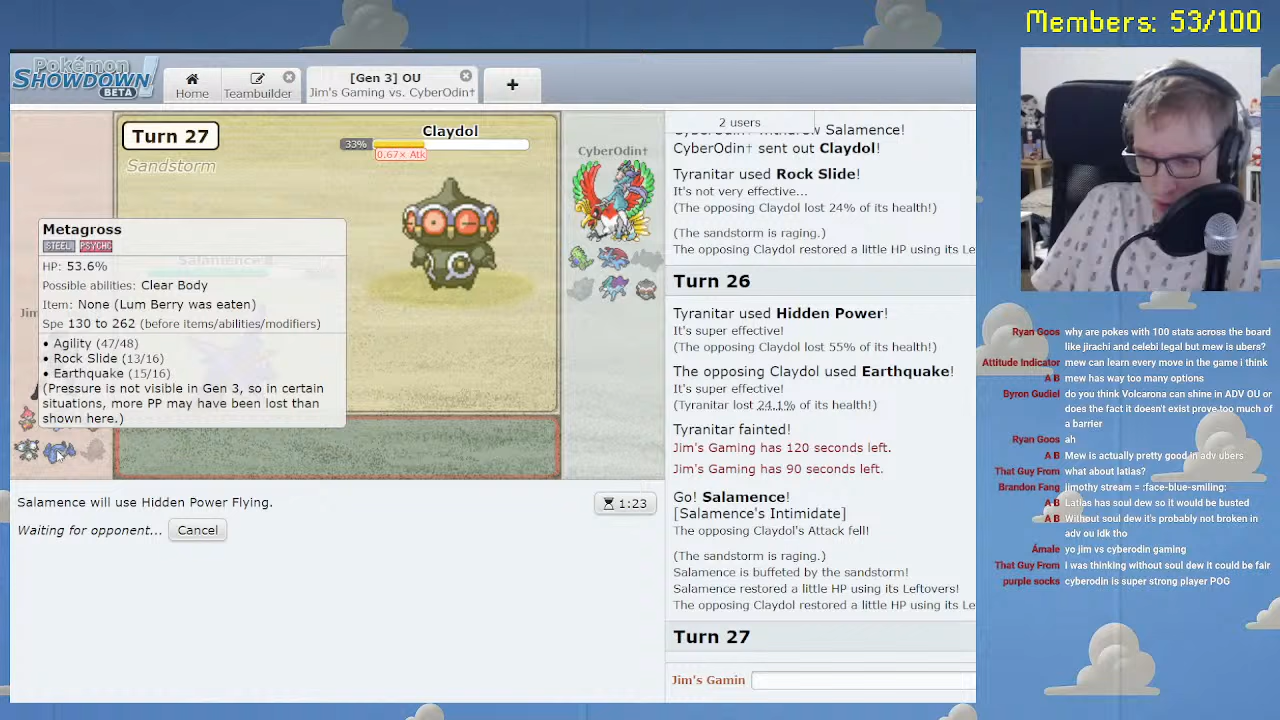 Members: 53/100
Pokémon
SHOWDOWN!
BETA
Home
Teambuilder
[Gen 3] OU
Jim's Gaming vs. CyberOdin†
+
Turn 27
Sandstorm
Claydol
33%
0.67× Atk
CyberOdin†
Metagross
STEEL PSYCHC
HP: 53.6%
Possible abilities: Clear Body
Item: None (Lum Berry was eaten)
Spe 130 to 262 (before items/abilities/modifiers)
• Agility (47/48)
• Rock Slide (13/16)
• Earthquake (15/16)
(Pressure is not visible in Gen 3, so in certain
situations, more PP may have been lost than
shown here.)
Jim
Salamence will use Hidden Power Flying.
1:23
Waiting for opponent... Cancel
2 users
CyberOdin† withdrew Salamence!
CyberOdin† sent out Claydol!
Tyranitar used Rock Slide!
It's not very effective...
(The opposing Claydol lost 24% of its health!)
(The sandstorm is raging.)
The opposing Claydol restored a little HP using its Le
Turn 26
Tyranitar used Hidden Power!
It's super effective!
(The opposing Claydol lost 55% of its health!)
The opposing Claydol used Earthquake!
It's super effective!
(Tyranitar lost 24.1% of its health!)
Tyranitar fainted!
Jim's Gaming has 120 seconds left.
Jim's Gaming has 90 seconds left.
Go! Salamence!
[Salamence's Intimidate]
The opposing Claydol's Attack fell!
(The sandstorm is raging.)
Salamence is buffeted by the sandstorm!
Salamence restored a little HP using its Leftovers!
The opposing Claydol restored a little HP using its Le
Turn 27
Jim's Gamin
Ryan Goos why are pokes with 100 stats across the board
like jirachi and celebi legal but mew is ubers?
Attitude Indicator mew can learn every move in the game i think
A B mew has way too many options
Byron Gudiel do you think Volcarona can shine in ADV OU or
does the fact it doesn't exist prove too much of
a barrier
Ryan Goos ah
A B Mew is actually pretty good in adv ubers
That Guy From what about latias?
Brandon Fang jimothy stream = :face-blue-smiling:
A B Latias has soul dew so it would be busted
A B Without soul dew it's probably not broken in
adv ou idk tho
Ámale yo jim vs cyberodin gaming
That Guy From I was thinking without soul dew it could be fair
purple socks cyberodin is super strong player POG